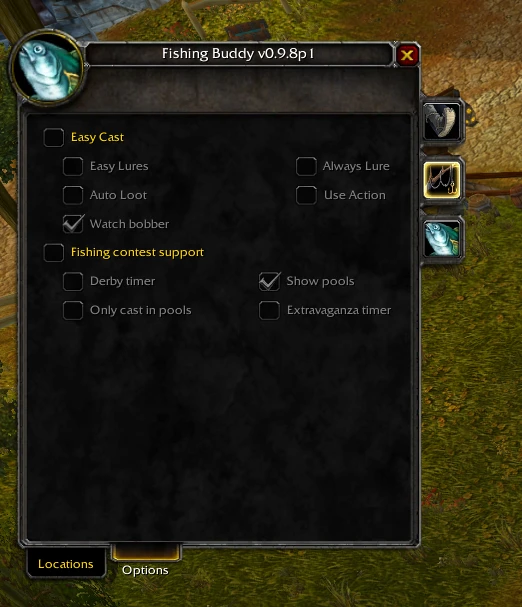 Fishing Buddy v0.9.8p1
Easy Cast
Easy Lures Always Lure
Auto Loot Use Action
Watch bobber
Fishing contest support
Derby timer Show pools
Only cast in pools Extravaganza timer
Locations
Options